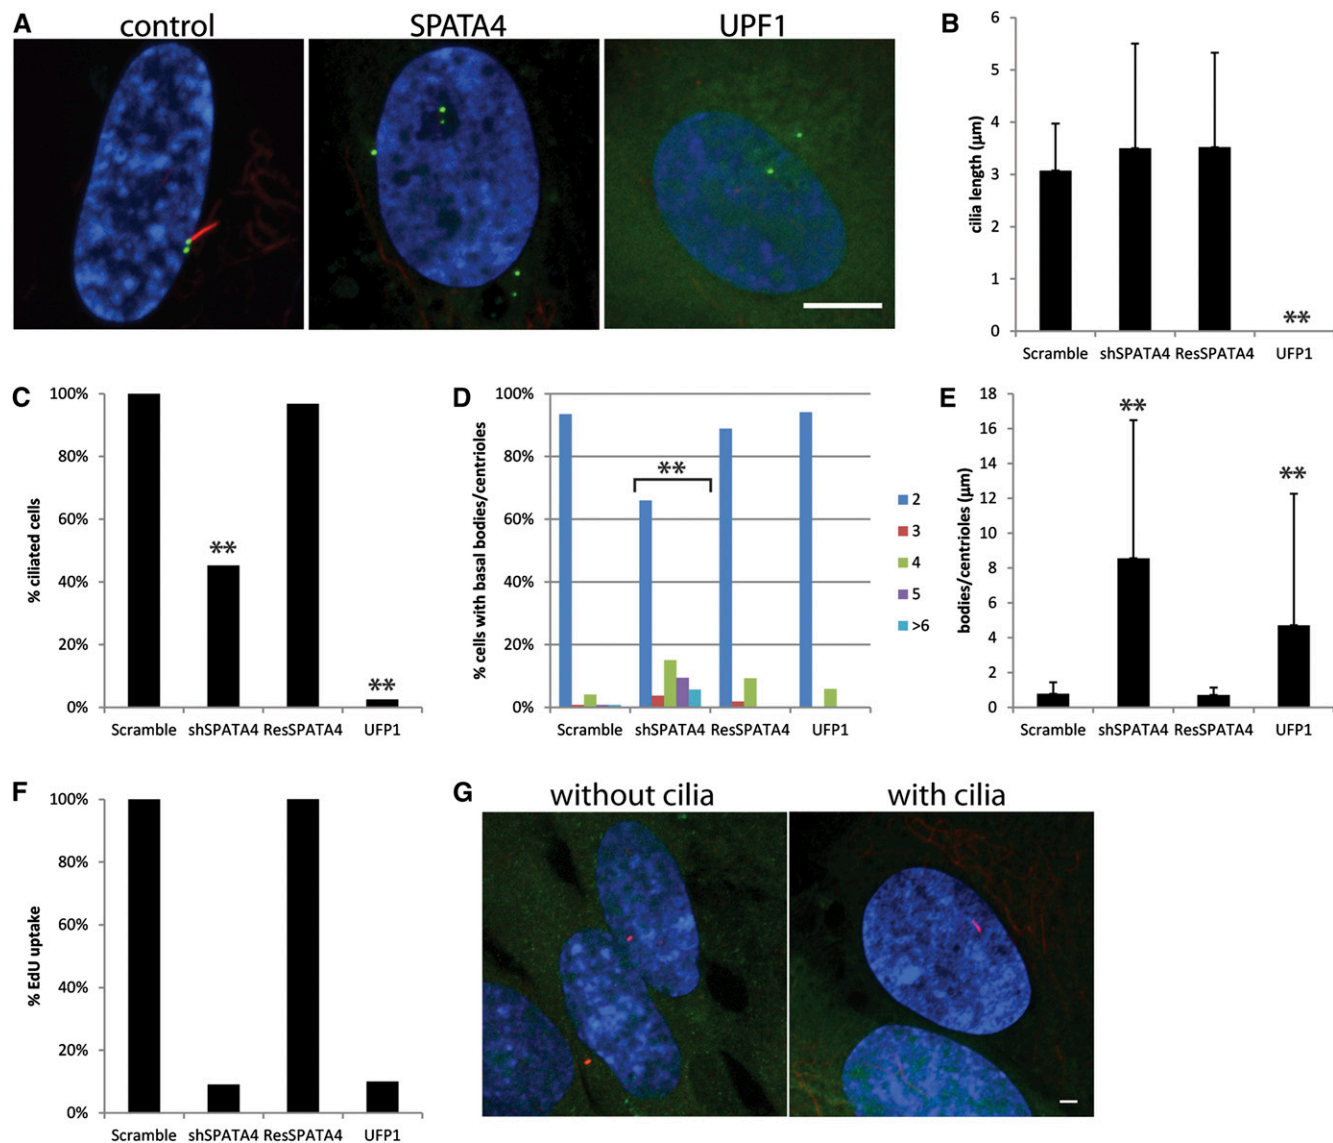 A
control
SPATA4
UPF1
B
cilia length (μm)
6
5
4
3
2
1
0
**
Scramble shSPATA4 ResSPATA4 UFP1
C
% ciliated cells
100%
80%
60%
40%
20%
0%
**
**
Scramble shSPATA4 ResSPATA4 UFP1
D
% cells with basal bodies/centrioles
100%
80%
60%
40%
20%
0%
**
Scramble shSPATA4 ResSPATA4 UFP1
2
3
4
5
>6
E
bodies/centrioles (μm)
18
16
14
12
10
8
6
4
2
0
**
**
Scramble shSPATA4 ResSPATA4 UFP1
F
% EdU uptake
100%
80%
60%
40%
20%
0%
Scramble shSPATA4 ResSPATA4 UFP1
G
without cilia
with cilia